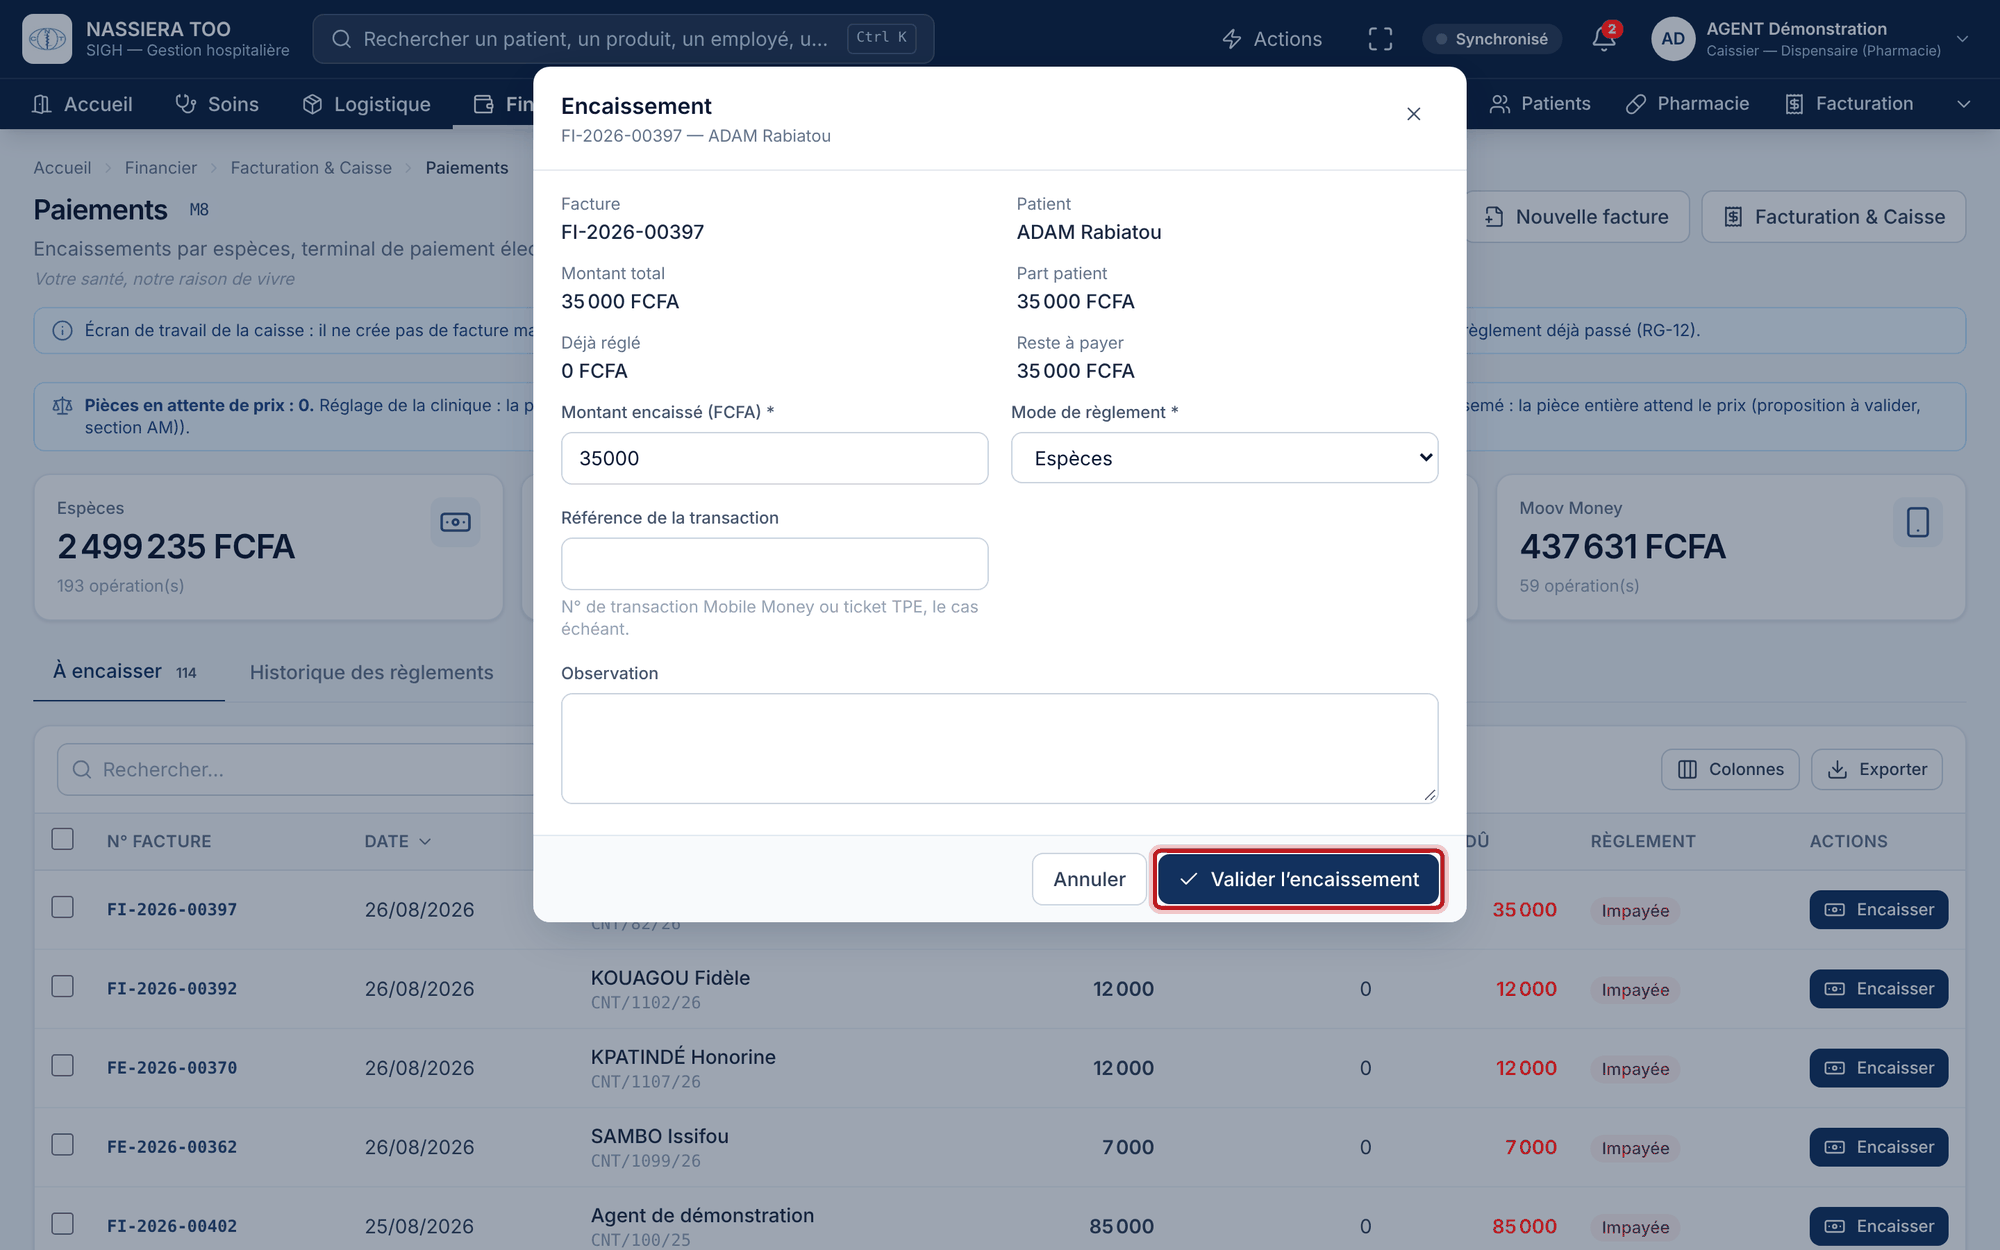 NASSIERA TOO
SIGH — Gestion hospitalière
Rechercher un patient, un produit, un employé, u...
Ctrl K
Actions
Synchronisé
2
AD
AGENT Démonstration
Caissier — Dispensaire (Pharmacie)
Accueil
Soins
Logistique
Fin
Patients
Pharmacie
Facturation
Accueil
Financier
Facturation & Caisse
Paiements
Paiements M8
Encaissements par espèces, terminal de paiement élec
Votre santé, notre raison de vivre
Nouvelle facture
Facturation & Caisse
Écran de travail de la caisse : il ne crée pas de facture ma
règlement déjà passé (RG-12).
Pièces en attente de prix : 0. Réglage de la clinique : la p
semé : la pièce entière attend le prix (proposition à valider,
section AM)).
Espèces
2 499 235 FCFA
193 opération(s)
Moov Money
437 631 FCFA
59 opération(s)
À encaisser 114
Historique des règlements
Rechercher...
Colonnes
Exporter
N° FACTURE
DATE
DÛ
RÈGLEMENT
ACTIONS
FI-2026-00397
26/08/2026
CNT/82/26
35 000
Impayée
Encaisser
FI-2026-00392
26/08/2026
KOUAGOU Fidèle
CNT/1102/26
12 000
0
12 000
Impayée
Encaisser
FE-2026-00370
26/08/2026
KPATINDÉ Honorine
CNT/1107/26
12 000
0
12 000
Impayée
Encaisser
FE-2026-00362
26/08/2026
SAMBO Issifou
CNT/1099/26
7 000
0
7 000
Impayée
Encaisser
FI-2026-00402
25/08/2026
Agent de démonstration
CNT/100/25
85 000
0
85 000
Impayée
Encaisser
Encaissement
FI-2026-00397 — ADAM Rabiatou
Facture
FI-2026-00397
Patient
ADAM Rabiatou
Montant total
35 000 FCFA
Part patient
35 000 FCFA
Déjà réglé
0 FCFA
Reste à payer
35 000 FCFA
Montant encaissé (FCFA) *
35000
Mode de règlement *
Espèces
Référence de la transaction
N° de transaction Mobile Money ou ticket TPE, le cas
échéant.
Observation
Annuler
Valider l’encaissement